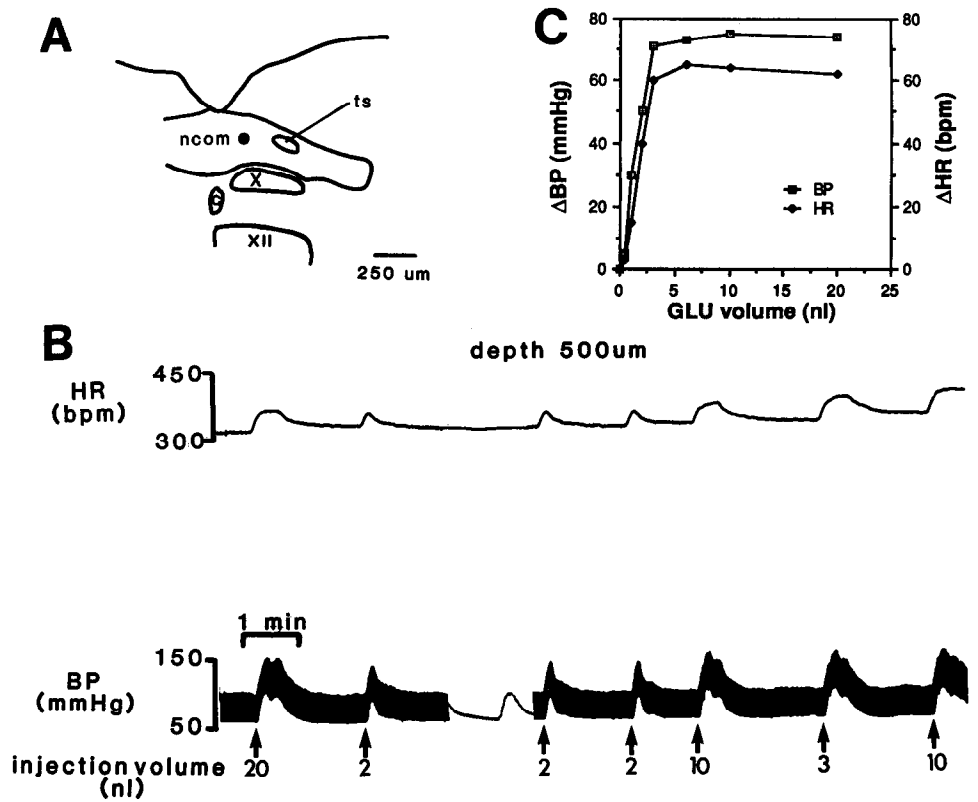 A
ts
ncom
X
C
XII
250 um
C
80
60
40
20
0
ΔBP (mmHg)
80
60
40
20
0
ΔHR (bpm)
BP
HR
0
5
10
15
20
25
GLU volume (nl)
B
depth 500um
HR
(bpm)
450
300
1 min
BP
(mmHg)
150
50
injection volume
(nl)
20
2
2
2
10
3
10